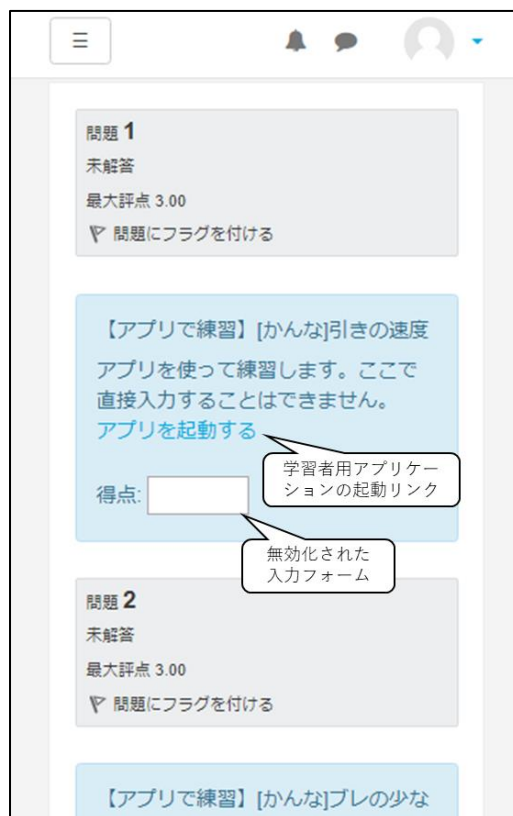 問題 1
未解答
最大評点 3.00
問題にフラグを付ける
【アプリで練習】[かんな]引きの速度
アプリを使って練習します。ここで
直接入力することはできません。
アプリを起動する
学習者用アプリケー
ションの起動リンク
得点:
無効化された
入力フォーム
問題 2
未解答
最大評点 3.00
問題にフラグを付ける
【アプリで練習】[かんな]ブレの少な